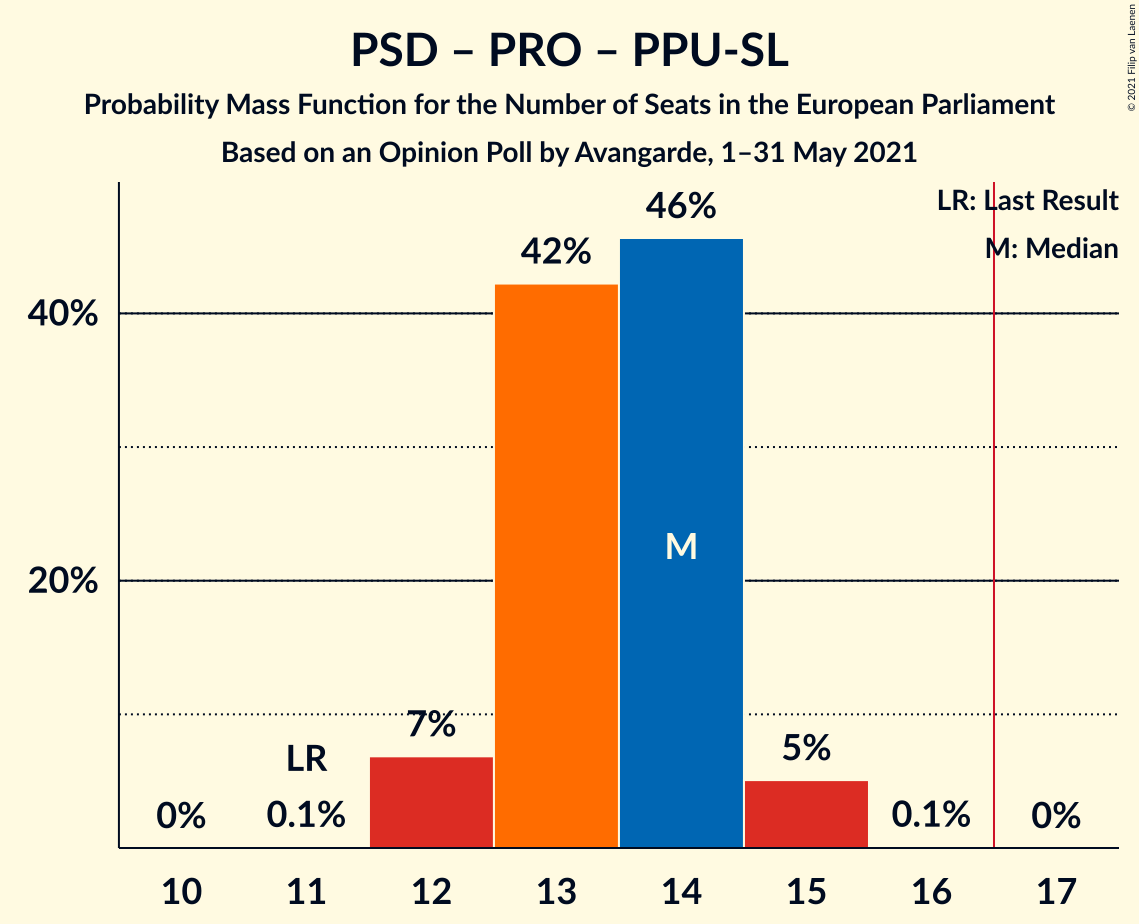 PSD – PRO – PPU-SL
Probability Mass Function for the Number of Seats in the European Parliament
Based on an Opinion Poll by Avangarde, 1–31 May 2021
© 2021 Filip van Laenen
LR: Last Result
M: Median
46%
42%
40%
M
20%
7%
5%
LR
0%
0.1%
0.1%
0%
10 11 12 13 14 15 16 17